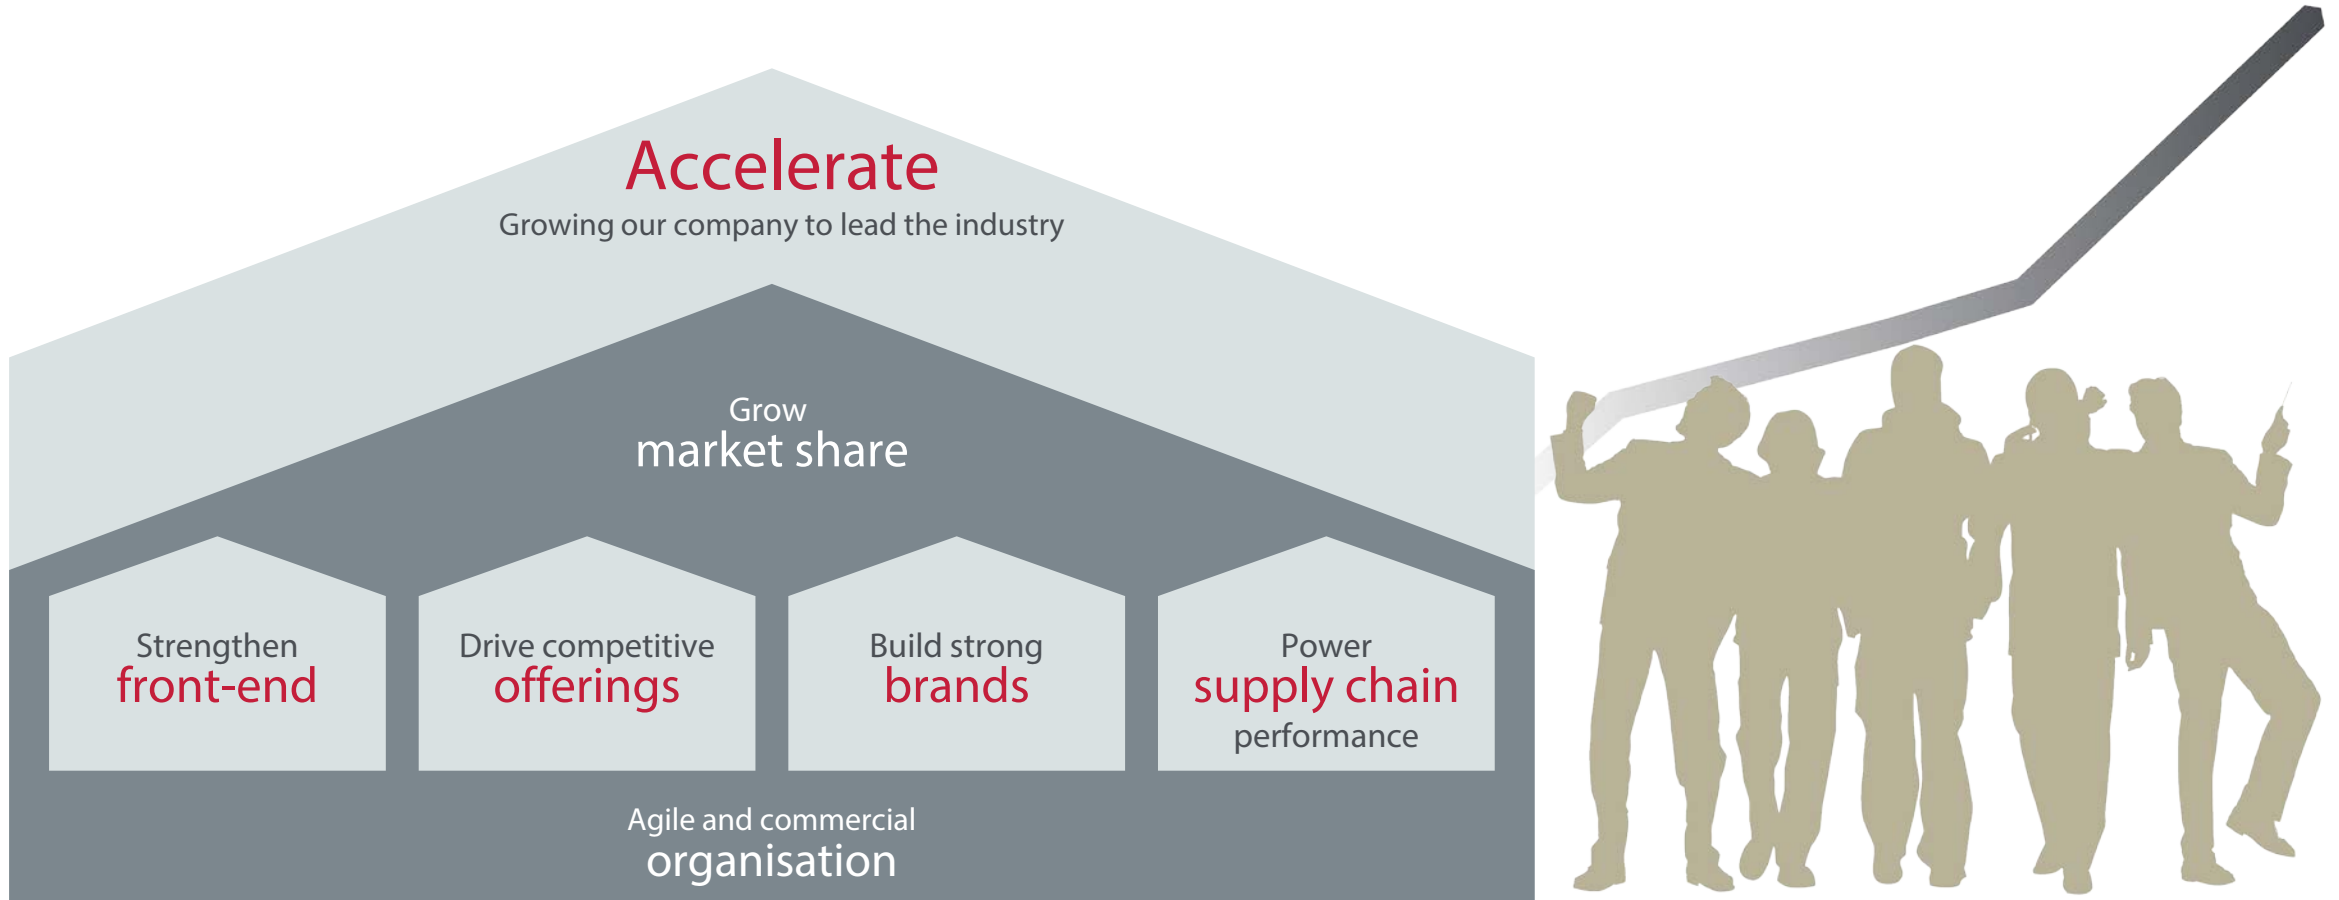 Accelerate
Growing our company to lead the industry
Grow
market share
Strengthen
front-end
Drive competitive
offerings
Build strong
brands
Power
supply chain
performance
Agile and commercial
organisation